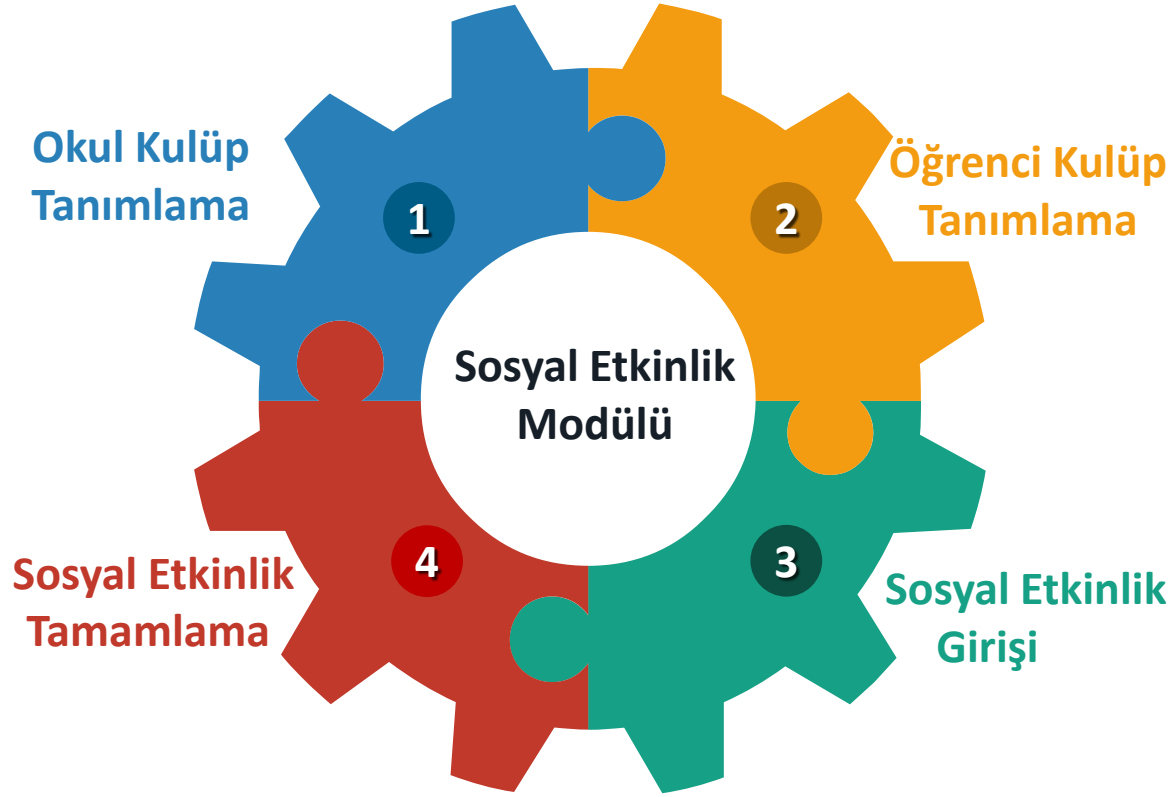 Okul Kulüp
Tanımlama
1
Öğrenci Kulüp
Tanımlama
2
Sosyal Etkinlik
Modülü
Sosyal Etkinlik
Girişi
3
Sosyal Etkinlik
Tamamlama
4